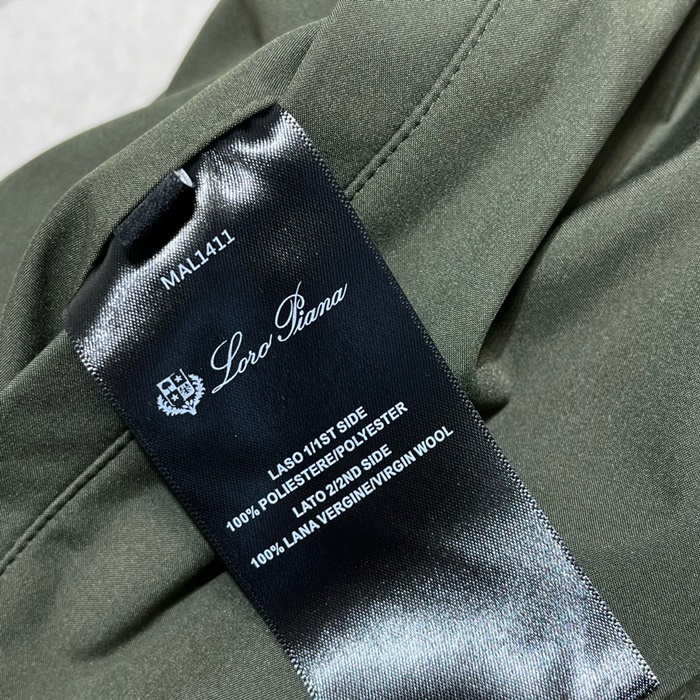 MAL1411
Loro Piana
LASO 1/1ST SIDE
100% POLIESTERE/POLYESTER
LATO 2/2ND SIDE
100% LANA VERGINE/VIRGIN WOOL